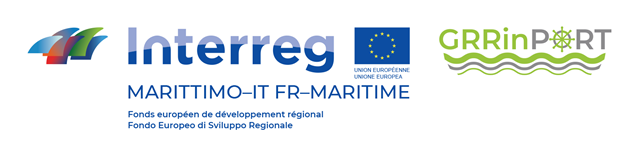 Interreg
UNION EUROPÉENNE
UNIONE EUROPEA
MARITTIMO–IT FR–MARITIME
Fonds européen de développement régional
Fondo Europeo di Sviluppo Regionale
GRRinPORT